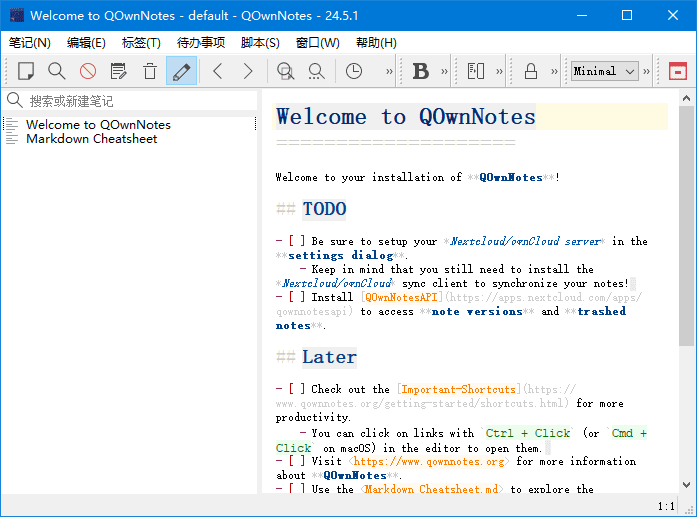 Welcome to QOwnNotes - default - QOwnNotes - 24.5.1
笔记(N) 编辑(E) 标签(T) 待办事项 脚本(S) 窗口(W) 帮助(H)
» B » » » Minimal »
搜索或新建笔记
Welcome to QOwnNotes
Markdown Cheatsheet
Welcome to QOwnNotes
====================
Welcome to your installation of **QOwnNotes**!
## TODO
- [ ] Be sure to setup your *Nextcloud/ownCloud server* in the
**settings dialog**.
- Keep in mind that you still need to install the
*Nextcloud/ownCloud* sync client to synchronize your notes!
- [ ] Install [QOwnNotesAPI](https://apps.nextcloud.com/apps/
qownnotesapi) to access **note versions** and **trashed
notes**.
## Later
- [ ] Check out the [Important-Shortcuts](https://
www.qownnotes.org/getting-started/shortcuts.html) for more
productivity.
- You can click on links with `Ctrl + Click` (or `Cmd +
Click` on macOS) in the editor to open them.
- [ ] Visit <https://www.qownnotes.org> for more information
about **QOwnNotes**.
- [ ] Use the <Markdown Cheatsheet.md> to explore the
1:1